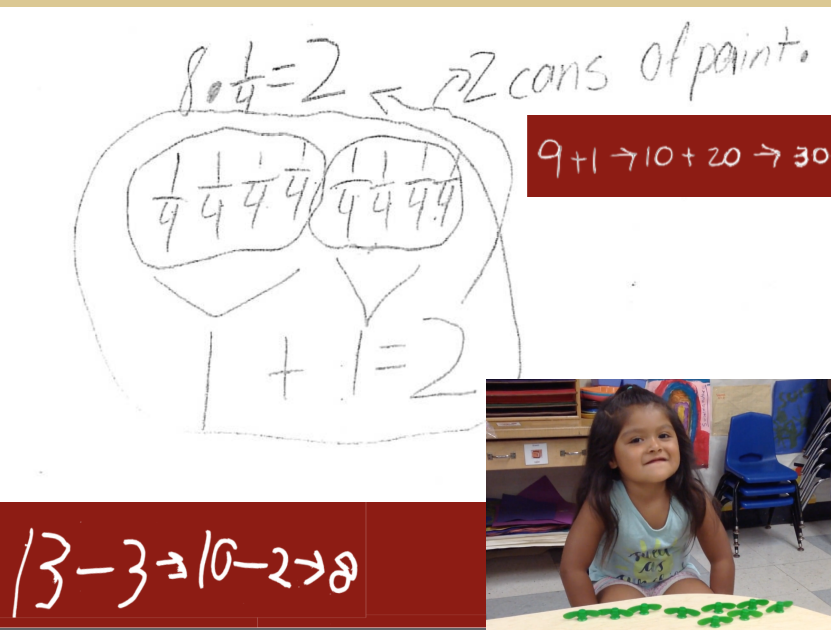 8 · 1/4 = 2
2 cans of paint.
9 + 1 → 10 + 20 → 30
1/4 1/4 1/4 1/4 1/4 1/4 1/4 1/4
1 + 1 = 2
13 - 3 → 10 - 2 → 8